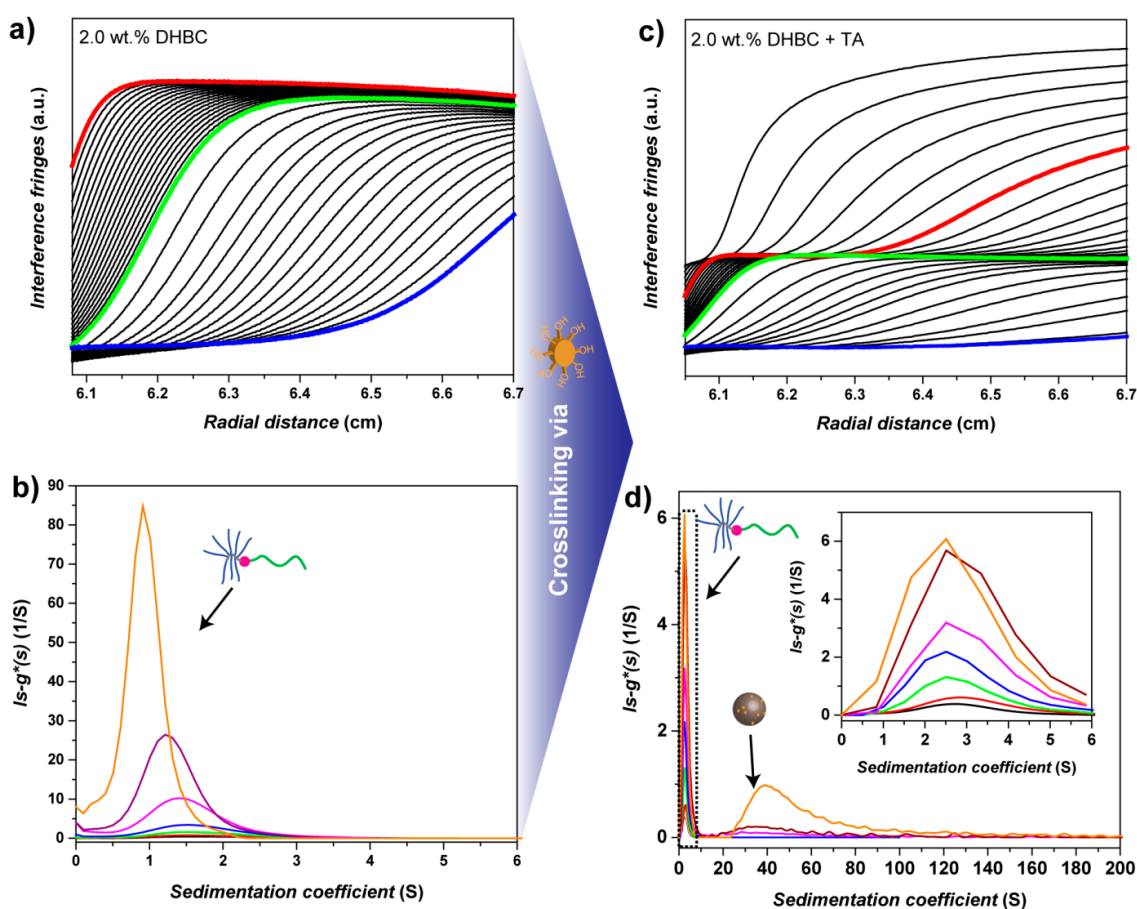 a)
2.0 wt.% DHBC
Interference fringes (a.u.)
6.1 6.2 6.3 6.4 6.5 6.6 6.7
Radial distance (cm)
b)
90
80
70
60
50
40
30
20
10
0
ls-g*(s) (1/S)
0 1 2 3 4 5 6
Sedimentation coefficient (S)
Crosslinking via
OH
OH
OH
OH
OH
c)
2.0 wt.% DHBC + TA
Interference fringes (a.u.)
6.1 6.2 6.3 6.4 6.5 6.6 6.7
Radial distance (cm)
d)
6
4
2
0
ls-g*(s) (1/S)
0 20 40 60 80 100 120 140 160 180 200
Sedimentation coefficient (S)
6
4
2
0
ls-g*(s) (1/S)
0 1 2 3 4 5 6
Sedimentation coefficient (S)